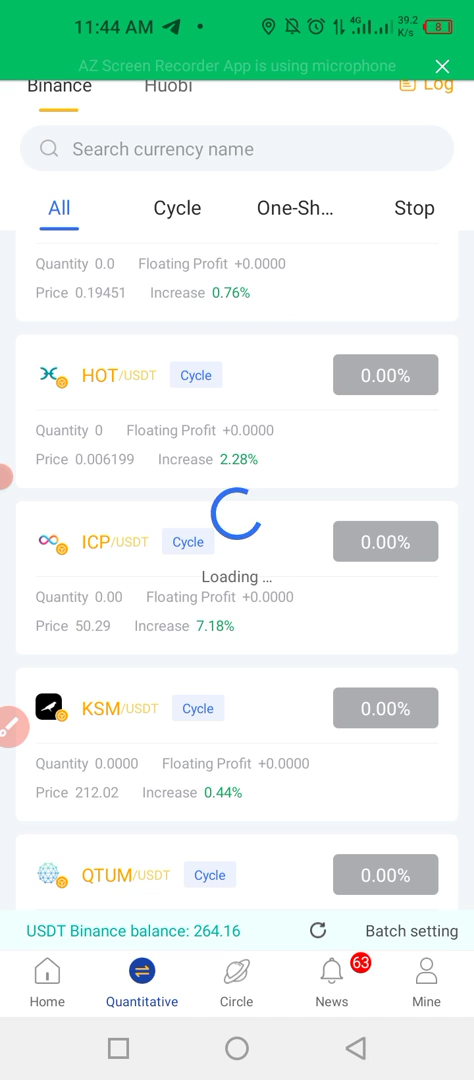 11:44 AM 4G 39.2 K/s 8
AZ Screen Recorder App is using microphone
Binance Huobi Log
Search currency name
All Cycle One-Sh... Stop
Quantity 0.0 Floating Profit +0.0000
Price 0.19451 Increase 0.76%
HOT/USDT Cycle 0.00%
Quantity 0 Floating Profit +0.0000
Price 0.006199 Increase 2.28%
ICP/USDT Cycle 0.00%
Loading ...
Quantity 0.00 Floating Profit +0.0000
Price 50.29 Increase 7.18%
KSM/USDT Cycle 0.00%
Quantity 0.0000 Floating Profit +0.0000
Price 212.02 Increase 0.44%
QTUM/USDT Cycle 0.00%
USDT Binance balance: 264.16 Batch setting
63
Home Quantitative Circle News Mine